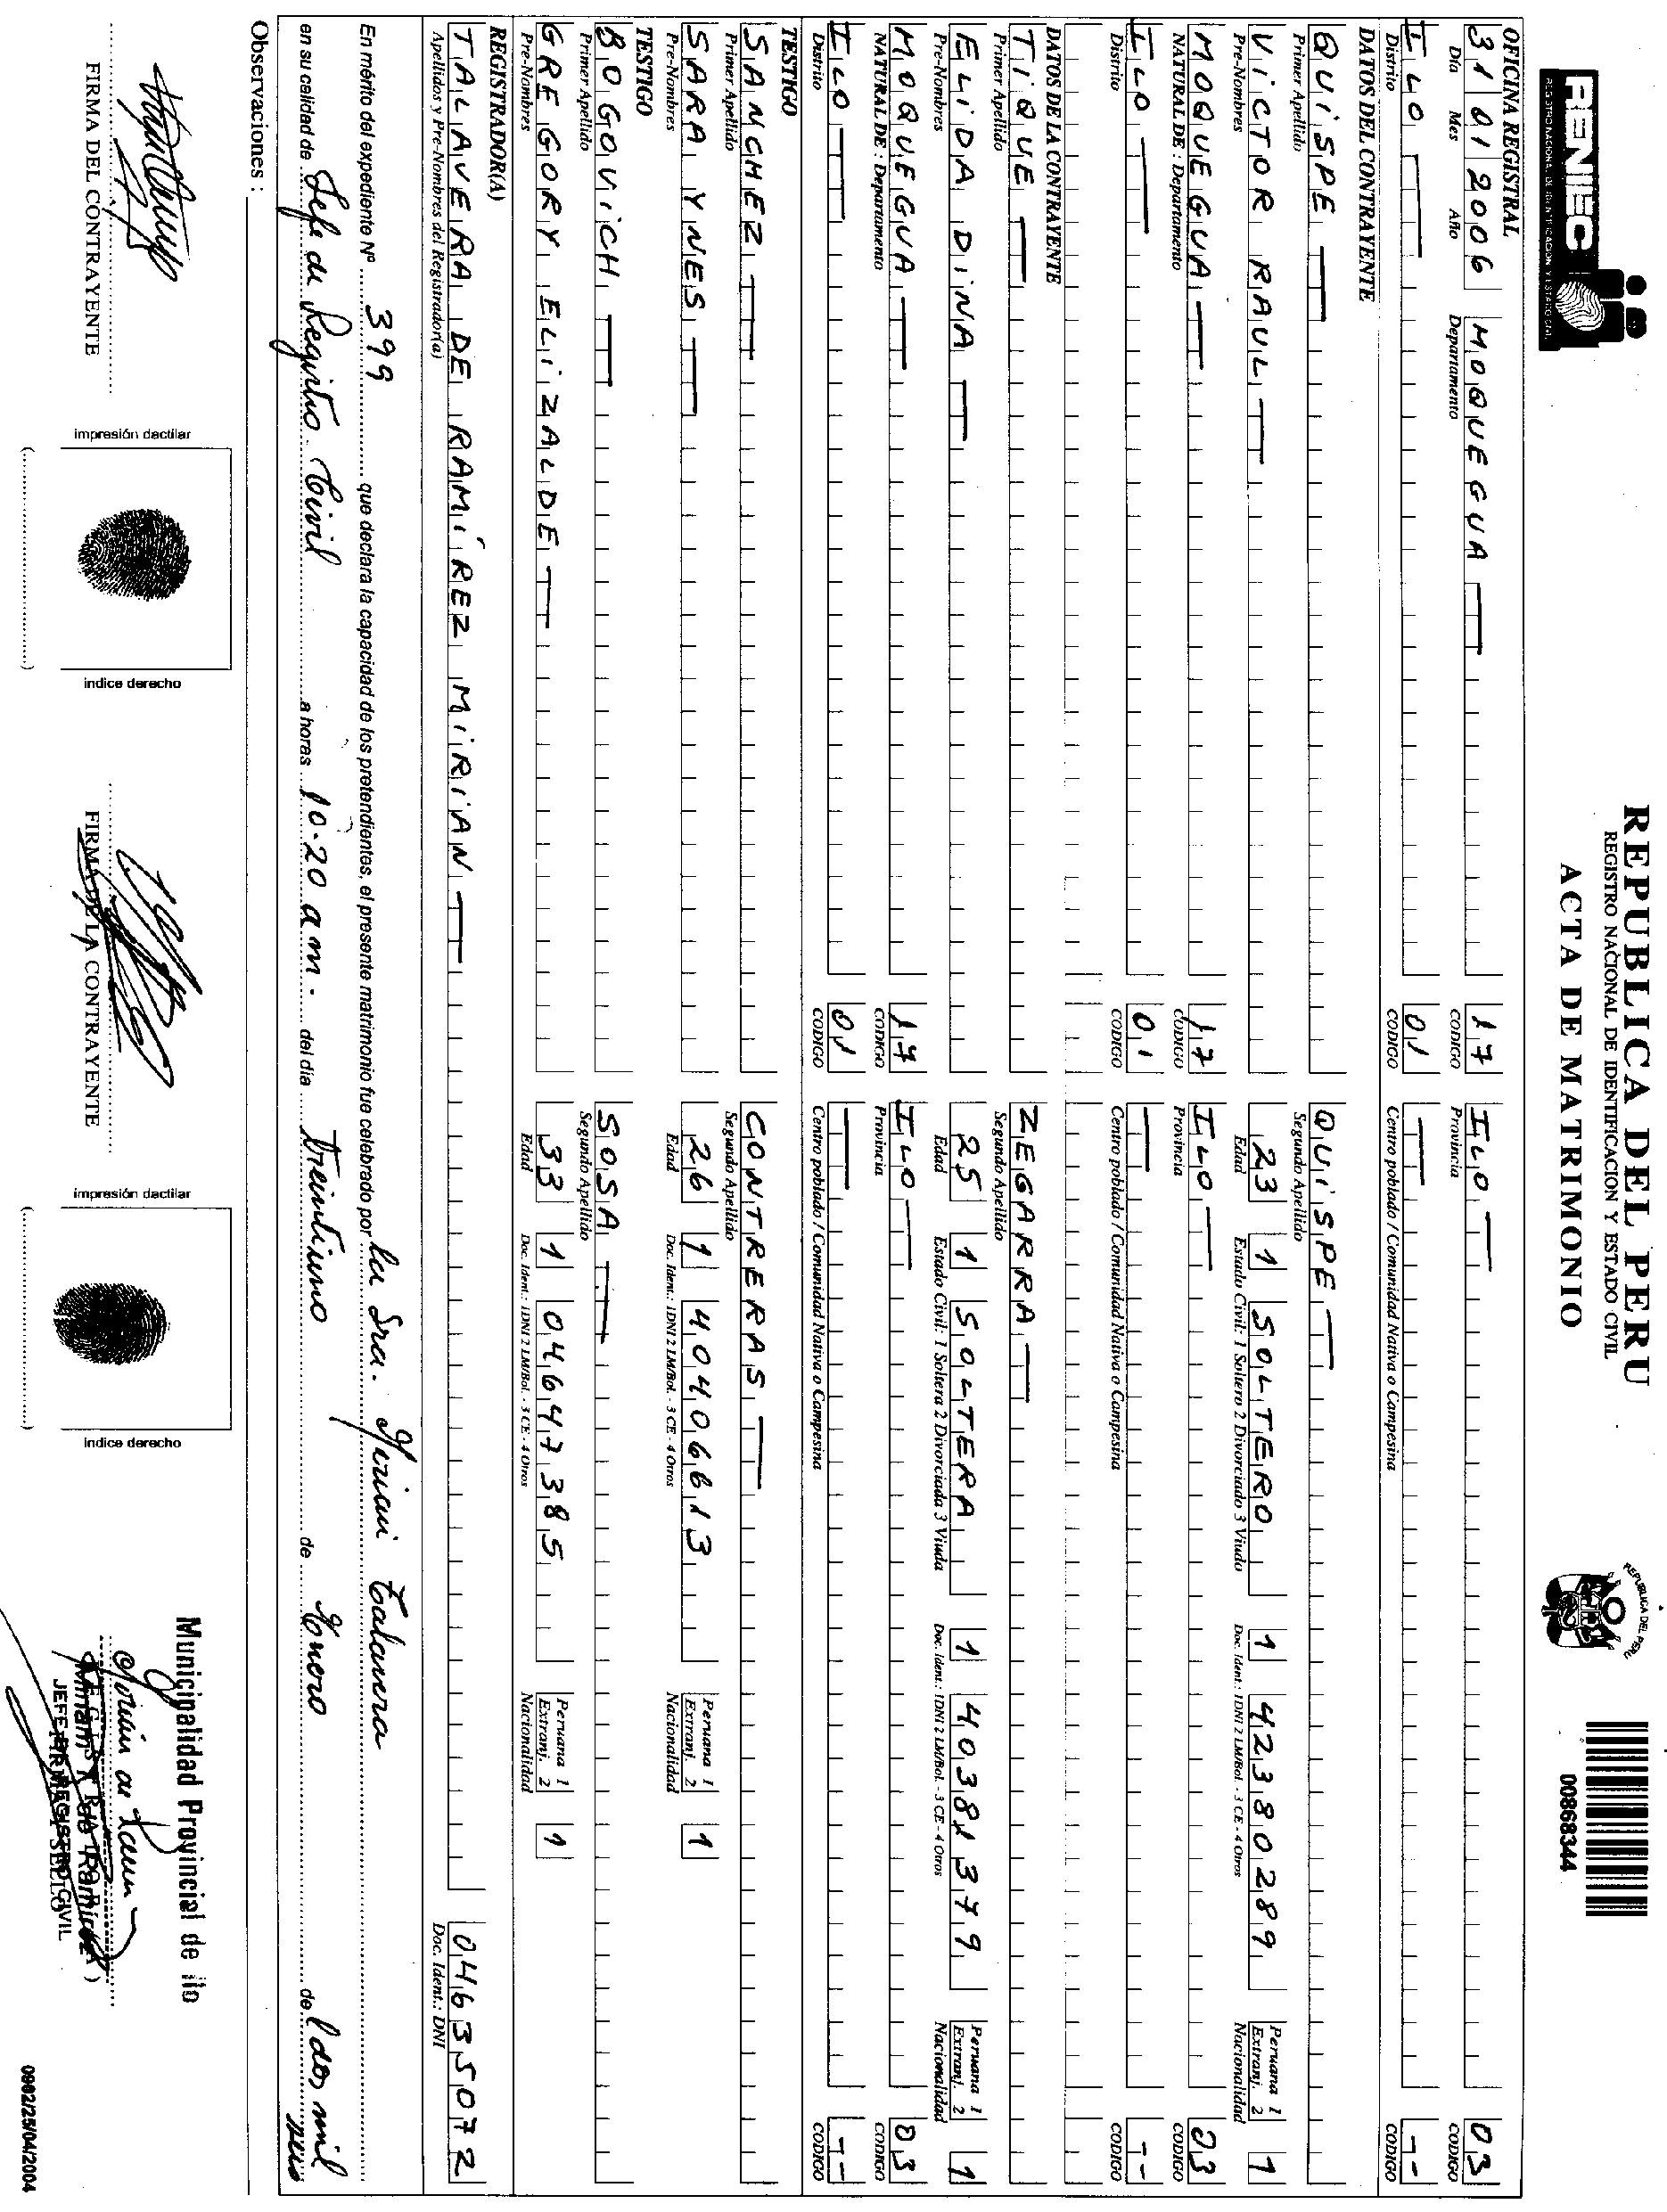 RENIEC
REGISTRO NACIONAL DE IDENTIFICACION Y ESTADO CIVIL
REPUBLICA DEL PERU
REGISTRO NACIONAL DE IDENTIFICACION Y ESTADO CIVIL
ACTA DE MATRIMONIO
REPUBLICA DEL PERU
00868344
OFICINA REGISTRAL
31 01 2006 MOQUEGUA 17 ILO 03
Día Mes Año Departamento CODIGO Provincia CODIGO
ILO 01 --
Distrito CODIGO Centro poblado / Comunidad Nativa o Campesina CODIGO
DATOS DEL CONTRAYENTE
QUISPE QUISPE
Primer Apellido Segundo Apellido
VICTOR RAUL 23 1 SOLTERO 1 42380289 Peruana 1 Extranj. 2 1
Pre-Nombres Edad Estado Civil: 1 Soltero 2 Divorciado 3 Viudo Doc. Ident.: 1DNI 2 LM/Bol. - 3 CE - 4 Otros Nacionalidad
MOQUEGUA 17 ILO 03
NATURAL DE : Departamento CODIGO Provincia CODIGO
ILO 01 --
Distrito CODIGO Centro poblado / Comunidad Nativa o Campesina CODIGO
DATOS DE LA CONTRAYENTE
TIQUE ZEGARRA
Primer Apellido Segundo Apellido
ELIDA DINA 25 1 SOLTERA 1 40381379 Peruana 1 Extranj. 2 1
Pre-Nombres Edad Estado Civil: 1 Soltera 2 Divorciada 3 Viuda Doc. Ident.: 1DNI 2 LM/Bol. - 3 CE - 4 Otros Nacionalidad
MOQUEGUA 17 ILO 03
NATURAL DE : Departamento CODIGO Provincia CODIGO
ILO 01 --
Distrito CODIGO Centro poblado / Comunidad Nativa o Campesina CODIGO
TESTIGO
SANCHEZ CONTRERAS
Primer Apellido Segundo Apellido
SARA YNES 26 1 40406613 Peruana 1 Extranj. 2 1
Pre-Nombres Edad Doc. Ident.: 1DNI 2 LM/Bol. - 3 CE - 4 Otros Nacionalidad
TESTIGO
BOGOVICH SOSA
Primer Apellido Segundo Apellido
GREGORY ELIZALDE 33 1 04647385 Peruana 1 Extranj. 2 1
Pre-Nombres Edad Doc. Ident.: 1DNI 2 LM/Bol. - 3 CE - 4 Otros Nacionalidad
REGISTRADOR(A)
TALAVERA DE RAMÍREZ MIRIAN 04635072
Apellidos y Pre-Nombres del Registrador(a) Doc. Ident.: DNI
En mérito del expediente Nº 399 que declara la capacidad de los pretendientes, el presente matrimonio fue celebrado por la Sra. Mirian Talavera
en su calidad de Jefe de Registro Civil a horas 10.20 am. del día treintiuno de Enero de dos mil seis
Observaciones :
FIRMA DEL CONTRAYENTE
impresión dactilar
indice derecho
FIRMA DE LA CONTRAYENTE
impresión dactilar
indice derecho
Municipalidad Provincial de Ilo
Miriam de Ramirez
JEFE DE REGISTRO CIVIL
0902/25/04/2004